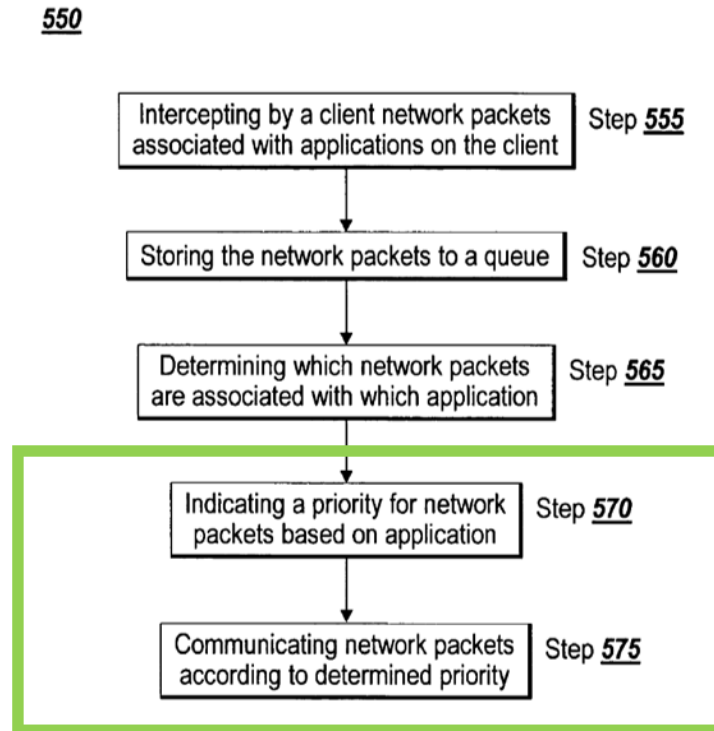 550
Intercepting by a client network packets
associated with applications on the client
Step 555
Storing the network packets to a queue
Step 560
Determining which network packets
are associated with which application
Step 565
Indicating a priority for network
packets based on application
Step 570
Communicating network packets
according to determined priority
Step 575